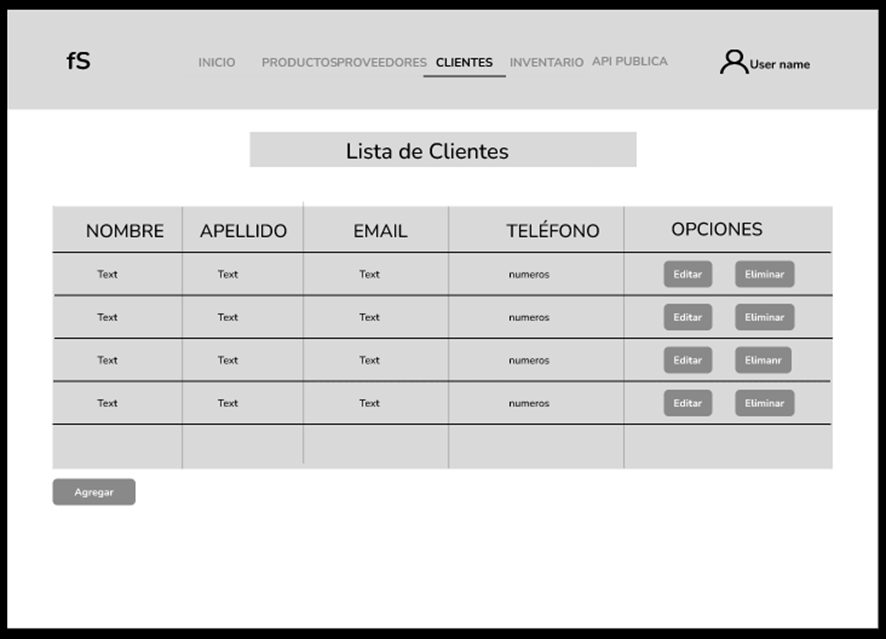 fS INICIO PRODUCTOSPROVEEDORES CLIENTES INVENTARIO API PUBLICA User name
Lista de Clientes
NOMBRE APELLIDO EMAIL TELÉFONO OPCIONES
Text Text Text numeros Editar Eliminar
Text Text Text numeros Editar Eliminar
Text Text Text numeros Editar Elimanr
Text Text Text numeros Editar Eliminar
Agregar